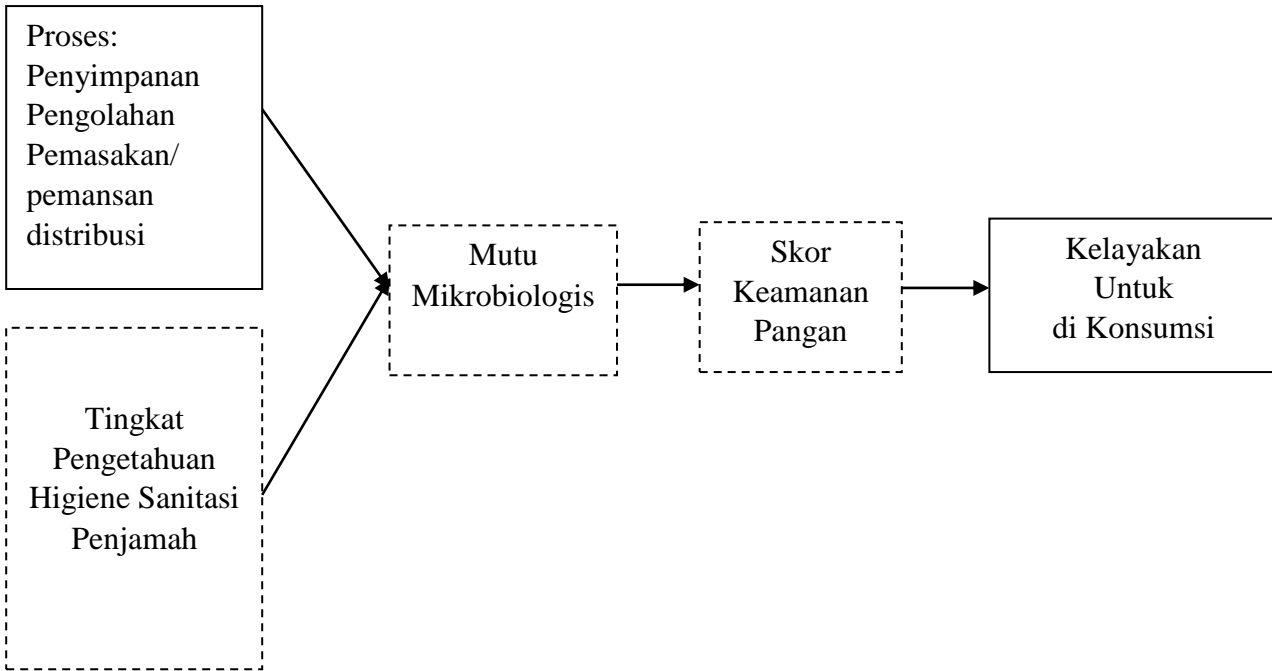 Proses:
Penyimpanan
Pengolahan
Pemasakan/
pemansan
distribusi
Tingkat
Pengetahuan
Higiene Sanitasi
Penjamah
Mutu
Mikrobiologis
Skor
Keamanan
Pangan
Kelayakan
Untuk
di Konsumsi